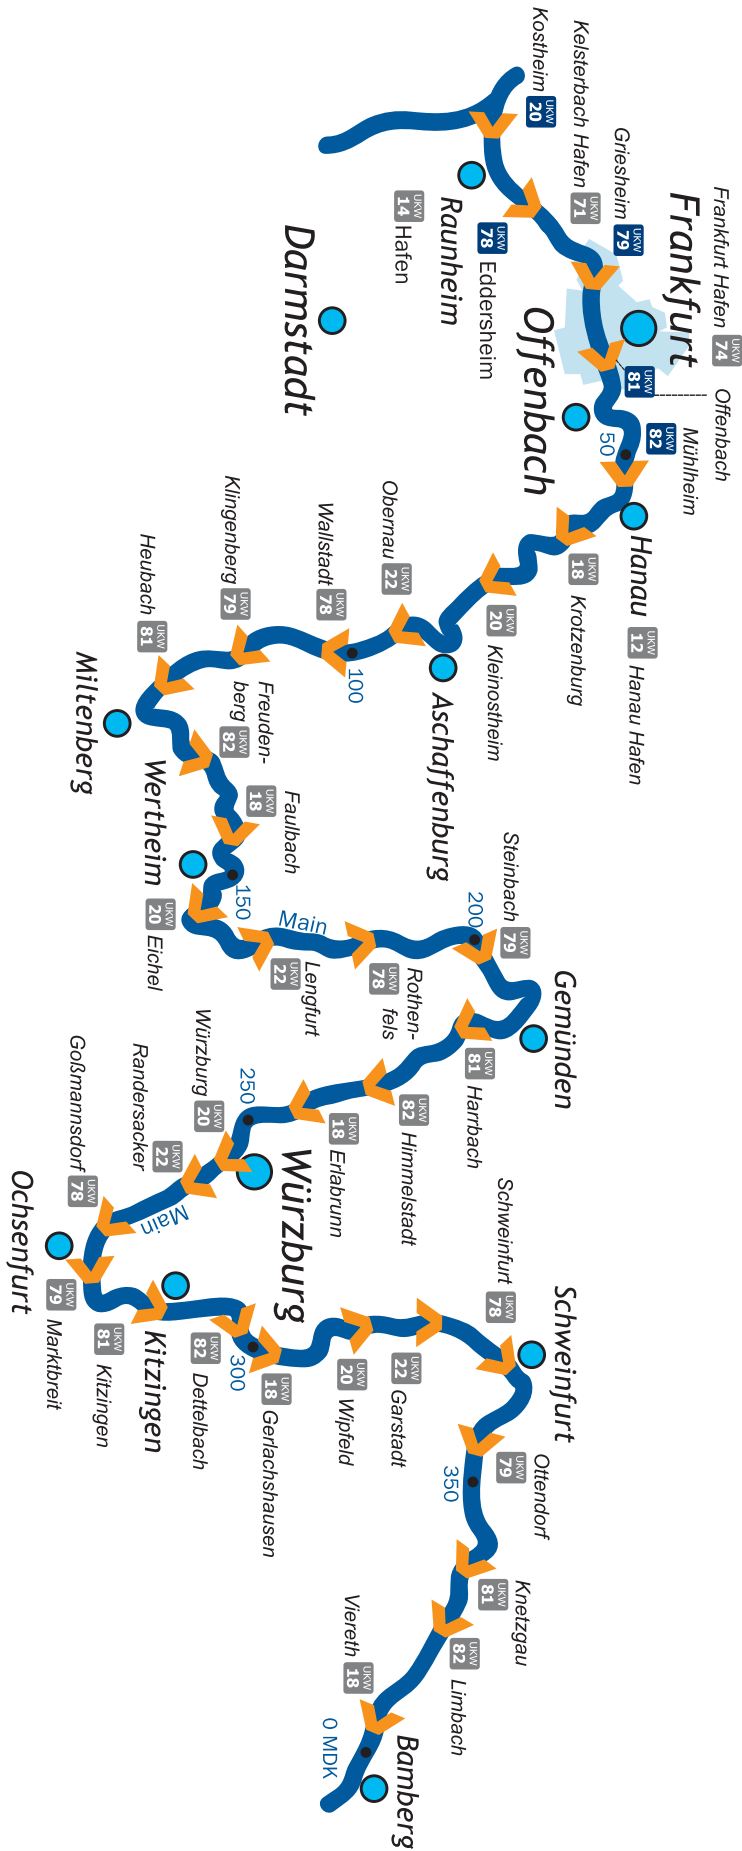 Kostheim
UKW
20
Kelsterbach Hafen
UKW
71
Griesheim
UKW
79
Frankfurt Hafen
UKW
74
Frankfurt
Raunheim
UKW
78
Eddersheim
UKW
14
Hafen
Darmstadt
Offenbach
UKW
81
Offenbach
UKW
82
Mühlheim
50
Hanau
UKW
12
Hanau Hafen
UKW
18
Krotzenburg
UKW
20
Kleinostheim
Aschaffenburg
Obernau
UKW
22
Wallstadt
UKW
78
100
Klingenberg
UKW
79
Heubach
UKW
81
Miltenberg
Freuden-
berg
UKW
82
UKW
18
Faulbach
Wertheim
150
UKW
20
Eichel
Main
UKW
22
Lengfurt
UKW
78
Rothen-
fels
200
Steinbach
UKW
79
Gemünden
UKW
81
Harrbach
UKW
82
Himmelstadt
UKW
18
Erlabrunn
250
Würzburg
UKW
20
Würzburg
Randersacker
UKW
22
Main
Goßmannsdorf
UKW
78
Ochsenfurt
UKW
79
Marktbreit
UKW
81
Kitzingen
Kitzingen
UKW
82
Dettelbach
300
UKW
18
Gerlachshausen
UKW
20
Wipfeld
UKW
22
Garstadt
Schweinfurt
UKW
78
Schweinfurt
UKW
79
Ottendorf
350
UKW
81
Knetzgau
UKW
82
Limbach
Viereth
UKW
18
0 MDK
Bamberg